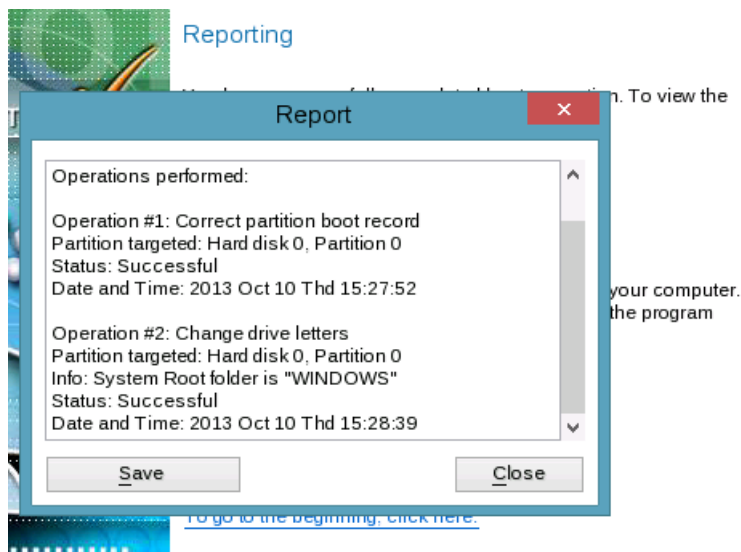 Reporting
n. To view the
Report
Operations performed:
Operation #1: Correct partition boot record
Partition targeted: Hard disk 0, Partition 0
Status: Successful
Date and Time: 2013 Oct 10 Thd 15:27:52
Operation #2: Change drive letters
Partition targeted: Hard disk 0, Partition 0
Info: System Root folder is "WINDOWS"
Status: Successful
Date and Time: 2013 Oct 10 Thd 15:28:39
your computer.
the program
Save
Close
To go to the beginning, click here.